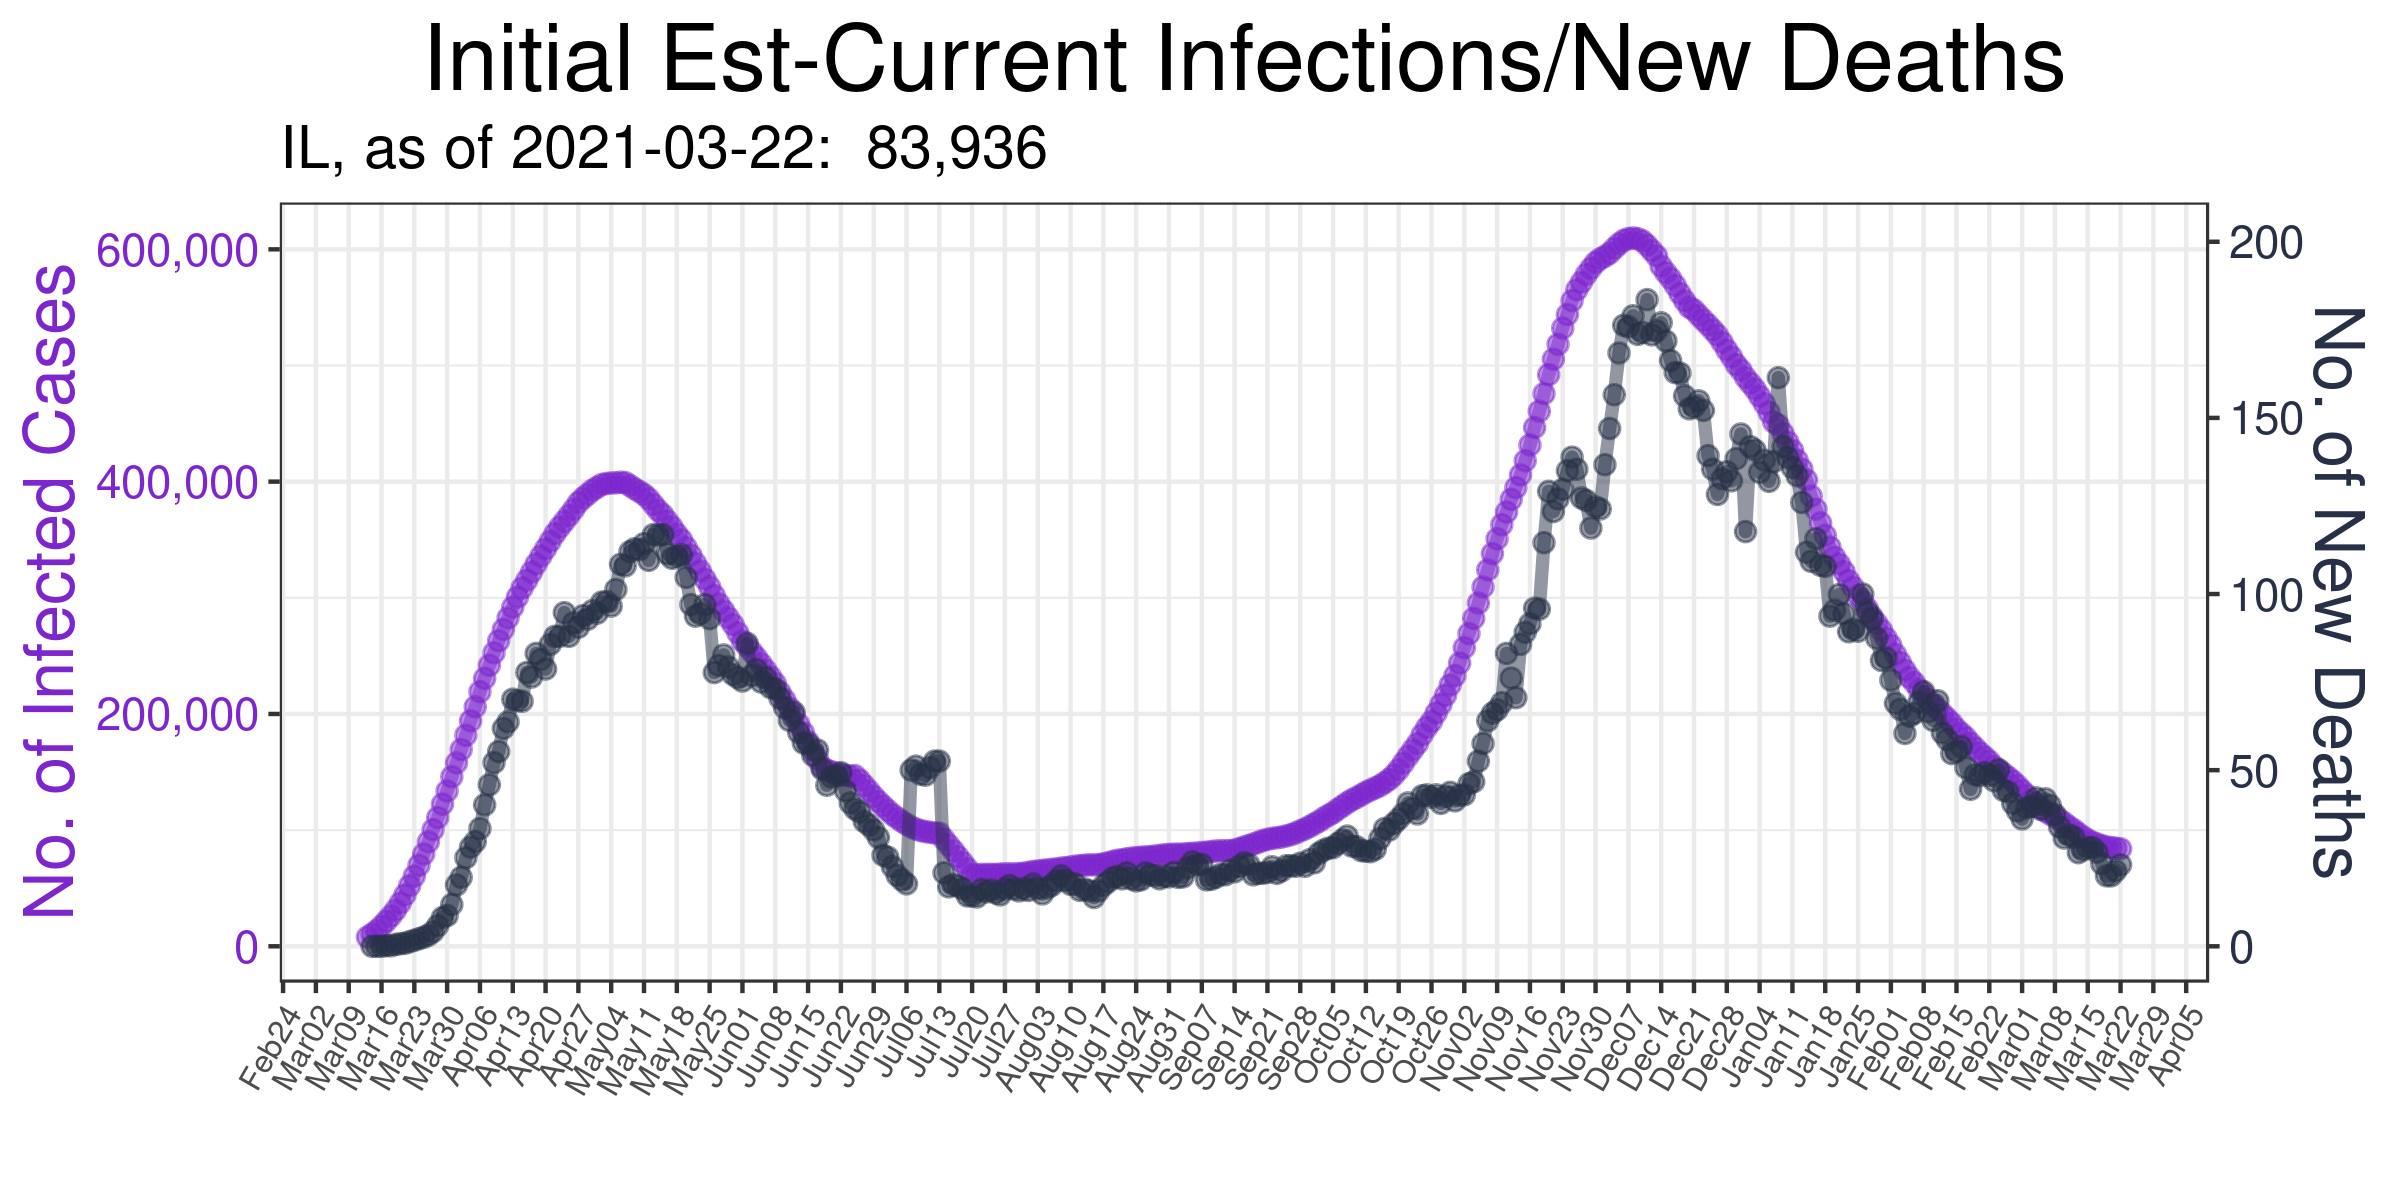 Initial Est-Current Infections/New Deaths
IL, as of 2021-03-22:  83,936
No. of Infected Cases
600,000
400,000
200,000
0
200
150
100
50
0
No. of New Deaths
Feb24
Mar02
Mar09
Mar16
Mar23
Mar30
Apr06
Apr13
Apr20
Apr27
May04
May11
May18
May25
Jun01
Jun08
Jun15
Jun22
Jun29
Jul06
Jul13
Jul20
Jul27
Aug03
Aug10
Aug17
Aug24
Aug31
Sep07
Sep14
Sep21
Sep28
Oct05
Oct12
Oct19
Oct26
Nov02
Nov09
Nov16
Nov23
Nov30
Dec07
Dec14
Dec21
Dec28
Jan04
Jan11
Jan18
Jan25
Feb01
Feb08
Feb15
Feb22
Mar01
Mar08
Mar15
Mar22
Mar29
Apr05